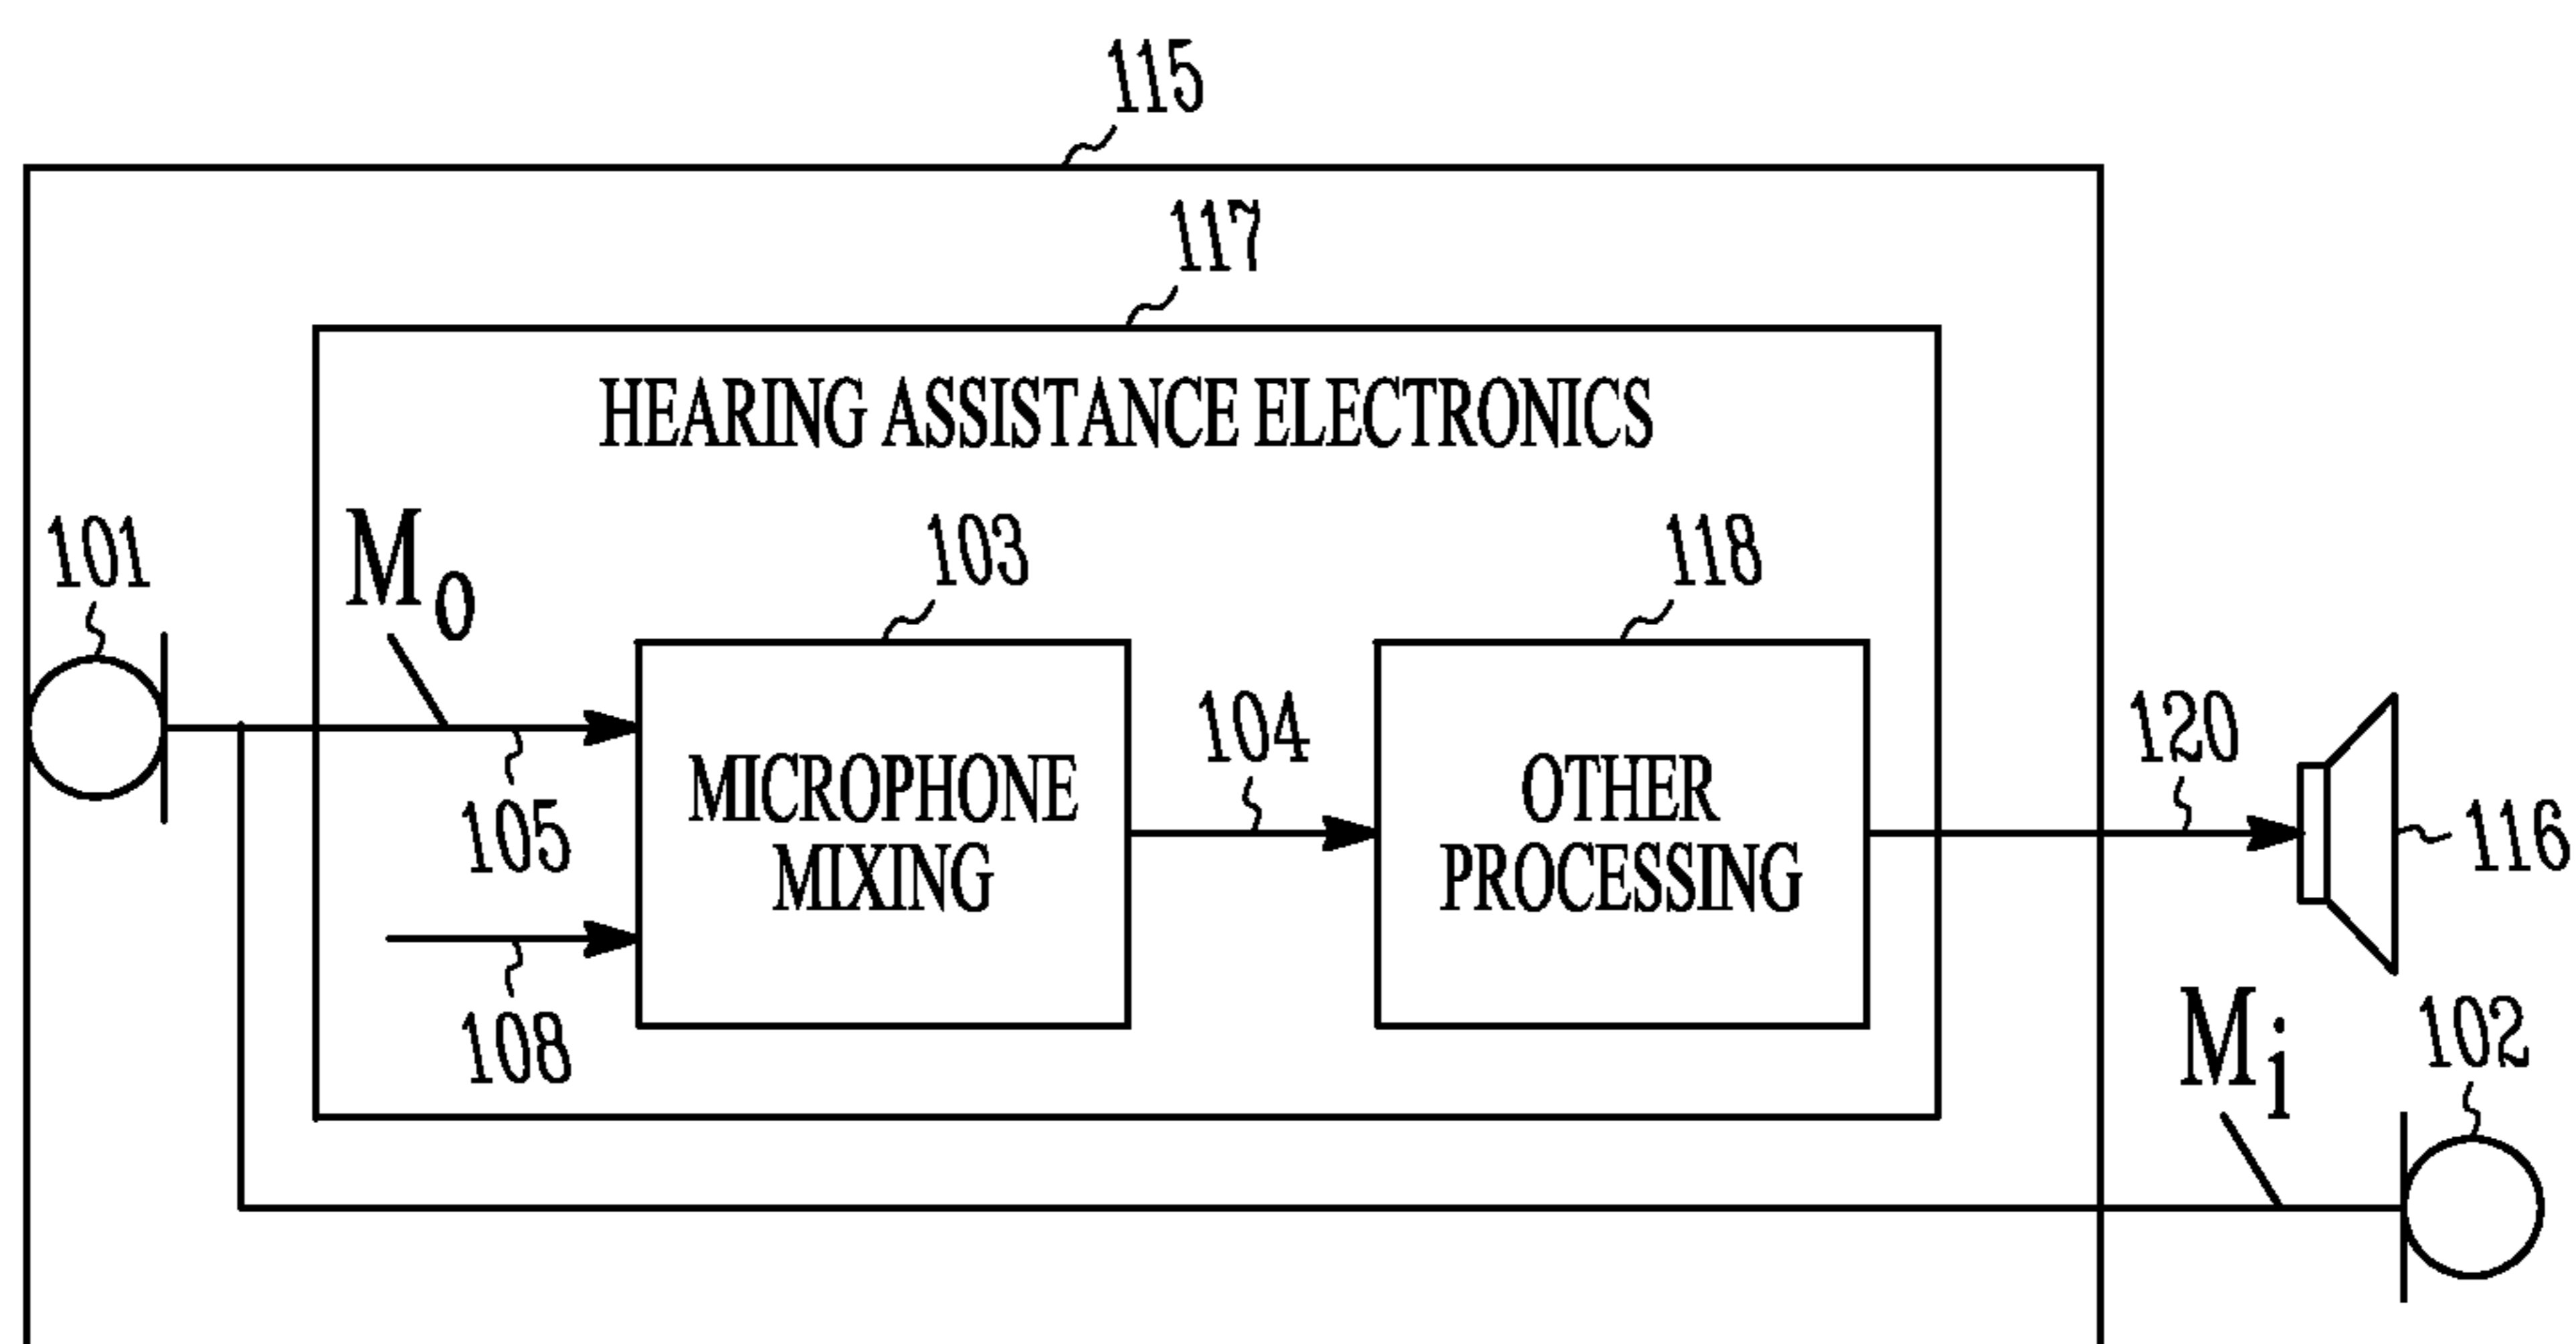 115
117
HEARING ASSISTANCE ELECTRONICS
101
Mo
103
118
105
MICROPHONE
MIXING
104
OTHER
PROCESSING
120
116
108
Mi
102